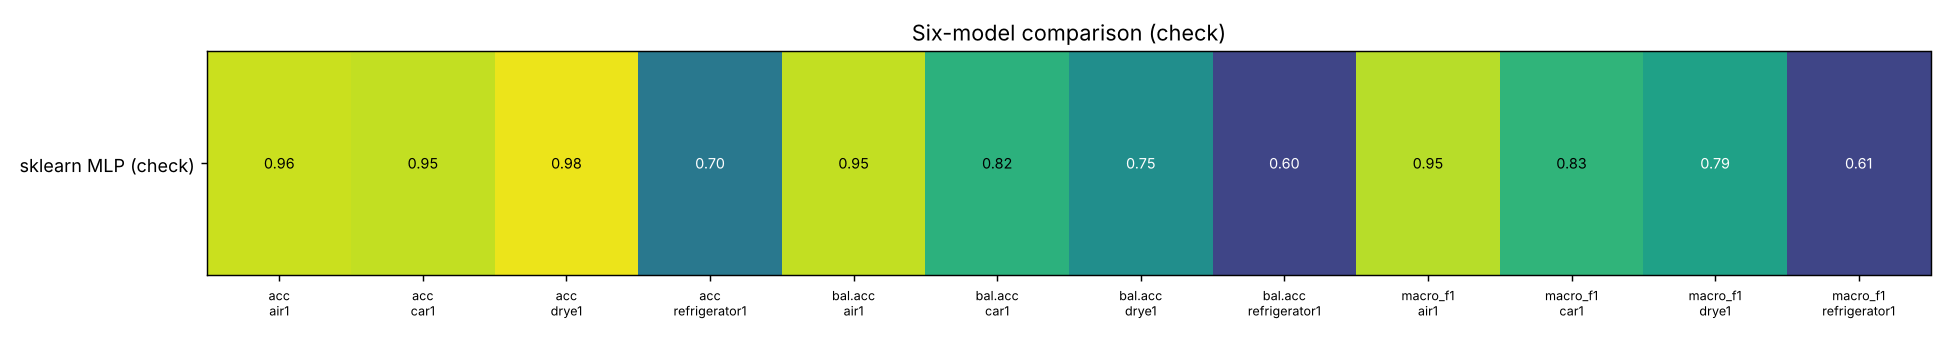 Six-model comparison (check)
sklearn MLP (check)
0.96 0.95 0.98 0.70 0.95 0.82 0.75 0.60 0.95 0.83 0.79 0.61
acc acc acc acc bal.acc bal.acc bal.acc bal.acc macro_f1 macro_f1 macro_f1 macro_f1
air1 car1 drye1 refrigerator1 air1 car1 drye1 refrigerator1 air1 car1 drye1 refrigerator1